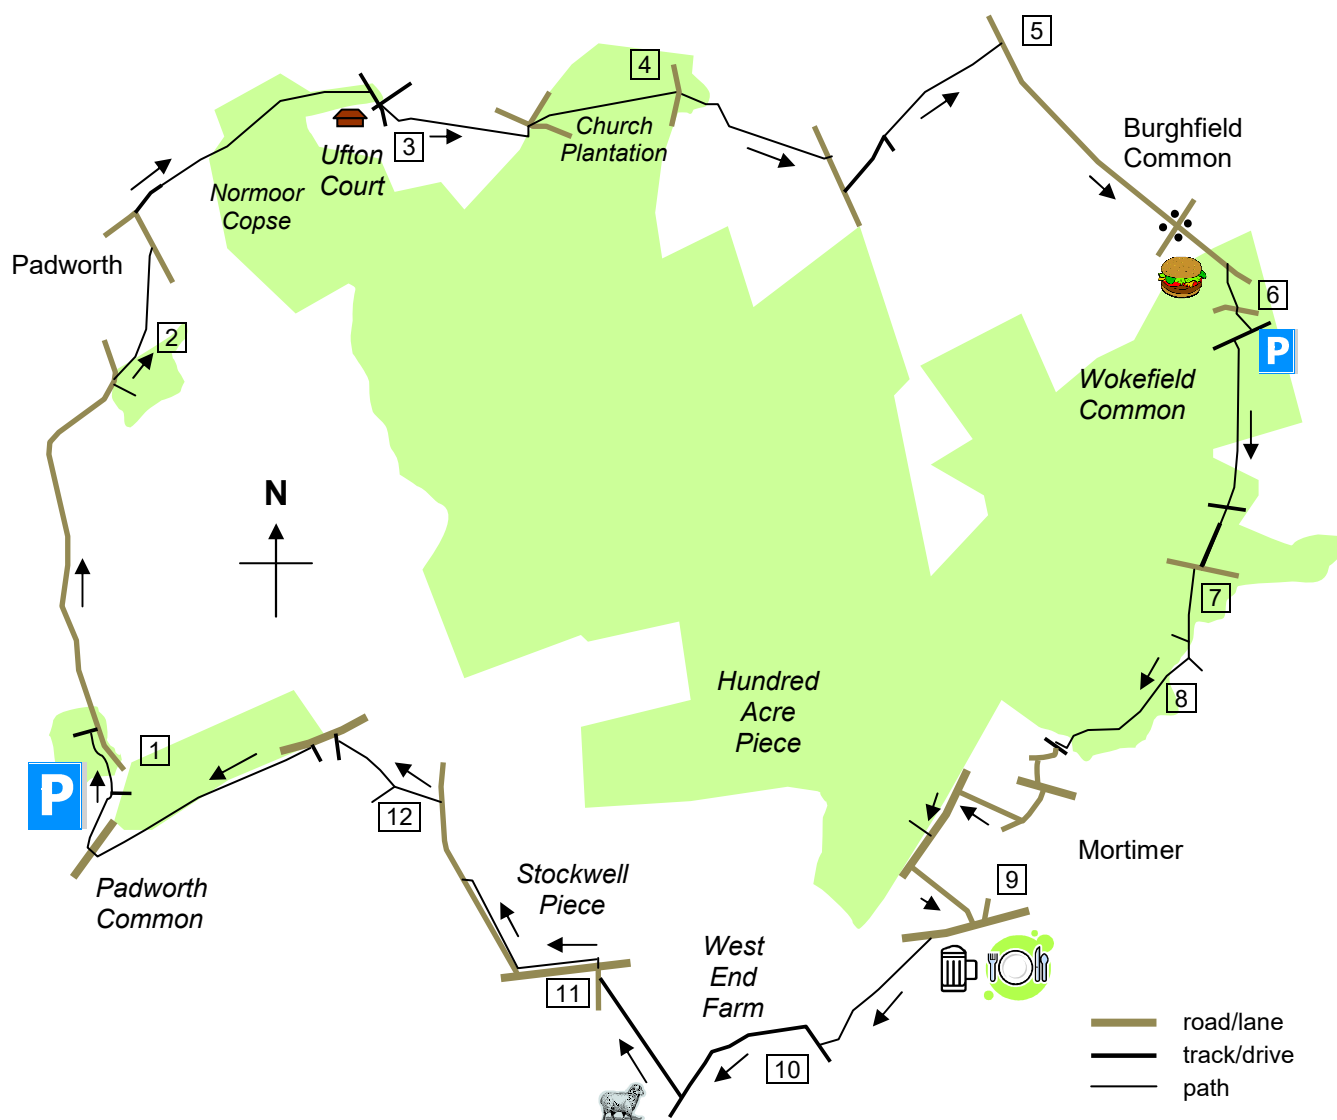 5
4
Burghfield
Common
Church
Plantation
3
Ufton
Court
Normoor
Copse
Padworth
2
6
P
Wokefield
Common
N
7
8
Hundred
Acre
Piece
1
P
12
Mortimer
Padworth
Common
Stockwell
Piece
9
West
End
Farm
11
10
road/lane
track/drive
path